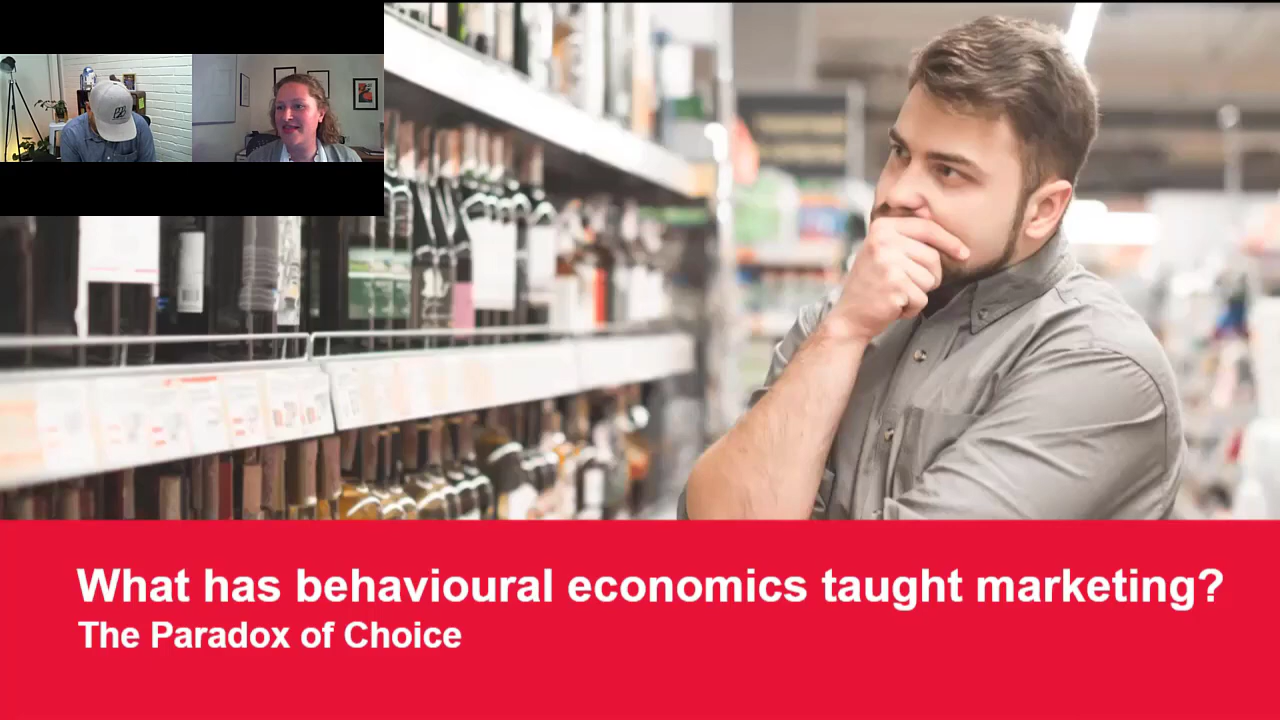 What has behavioural economics taught marketing?
The Paradox of Choice